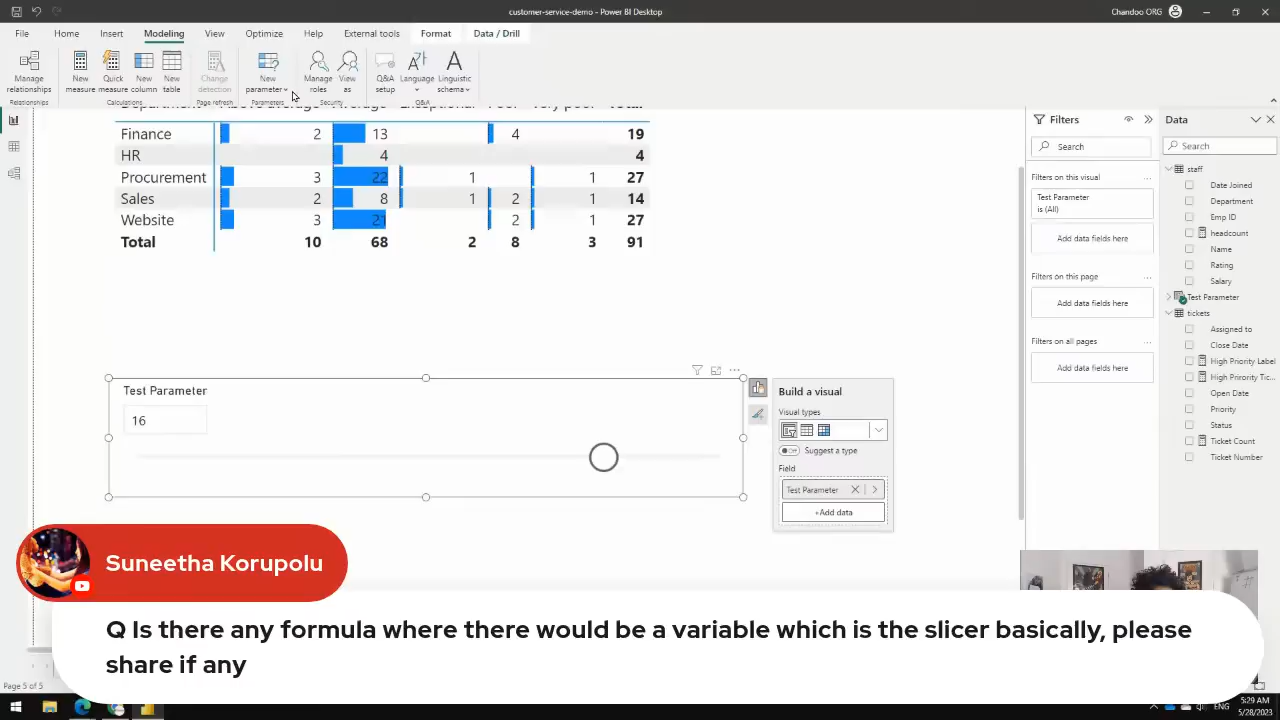 customer-service-demo - Power BI Desktop
Chandoo ORG
File Home Insert Modeling View Optimize Help External tools Format Data / Drill
Manage relationships
New measure
Quick measure
New column
New table
Change detection
New parameter
Manage roles
View as
Q&A setup
Language
Linguistic schema
Relationships Calculations Page refresh Parameters Security Q&A
Finance 2 13 4 19
HR 4 4
Procurement 3 22 1 1 27
Sales 2 8 1 2 1 14
Website 3 21 2 1 27
Total 10 68 2 8 3 91
Test Parameter
16
Build a visual
Visual types
Suggest a type
Field
Test Parameter
+Add data
Filters
Search
Filters on this visual
Test Parameter
is (All)
Add data fields here
Filters on this page
Add data fields here
Filters on all pages
Add data fields here
Data
Search
staff
Date Joined
Department
Emp ID
headcount
Name
Rating
Salary
Test Parameter
tickets
Assigned to
Close Date
High Priority Label
High Priority Tic...
Open Date
Priority
Status
Ticket Count
Ticket Number
Suneetha Korupolu
Q Is there any formula where there would be a variable which is the slicer basically, please
share if any
Page 5 of 5
ENG
5:29 AM
5/28/2023